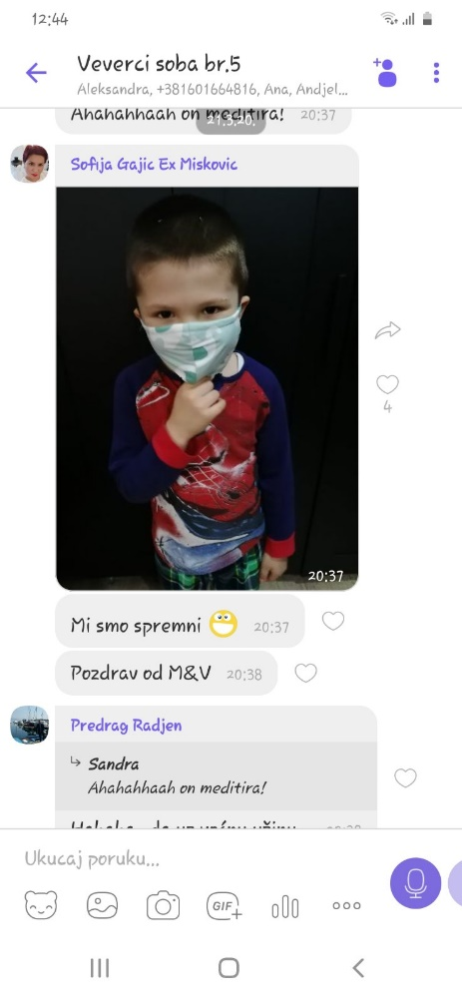 12:44
Veverci soba br.5
Aleksandra, +381601664816, Ana, Andjel...
Ahahahhaah on meditira! 20:37
21.3.20.
Sofija Gajic Ex Miskovic
4
20:37
Mi smo spremni 20:37
Pozdrav od M&V 20:38
Predrag Radjen
Sandra
Ahahahhaah on meditira!
Ukucaj poruku...
GIF